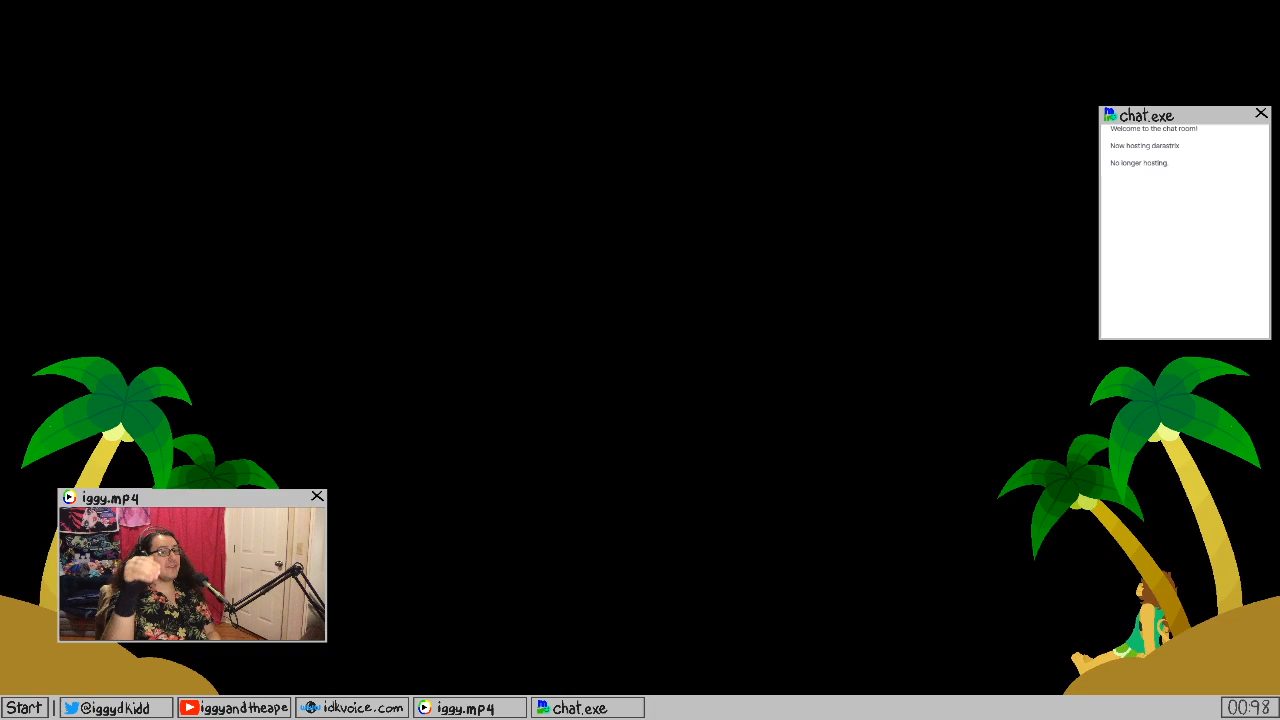 chat.exe
Welcome to the chat room!
Now hosting darastrix
No longer hosting.
iggy.mp4
Start | @iggydkidd iggyandtheape www idkvoice.com iggy.mp4 chat.exe 00:98